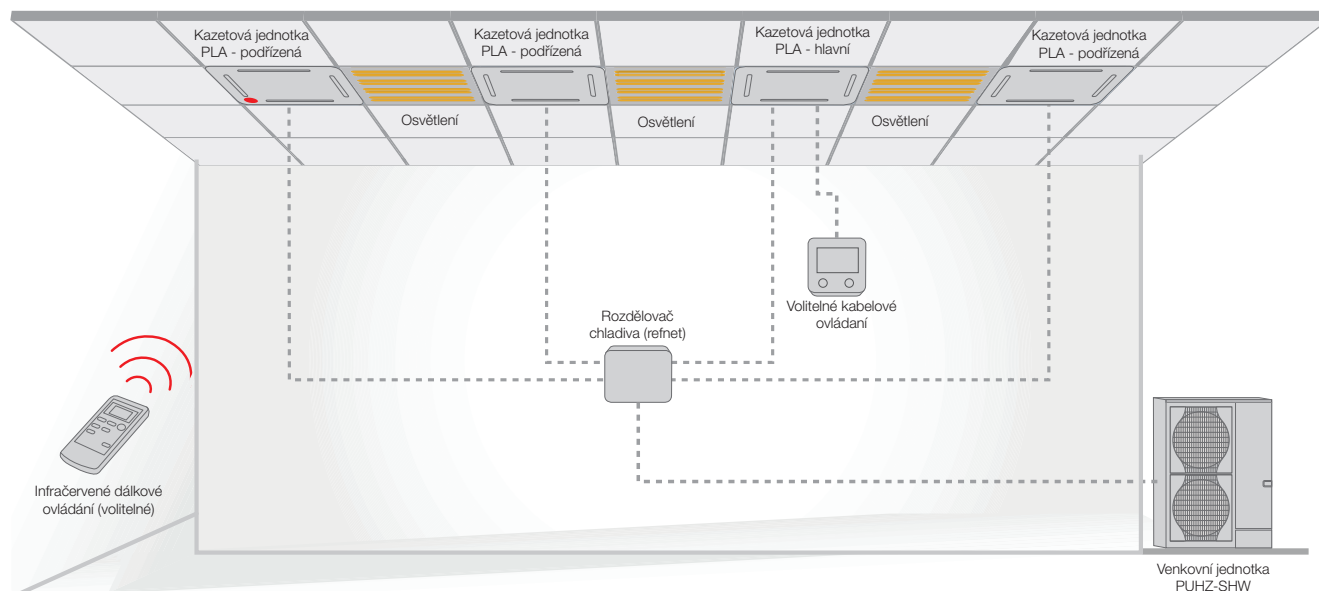 Kazetová jednotka
PLA - podřízená
Kazetová jednotka
PLA - podřízená
Kazetová jednotka
PLA - hlavní
Kazetová jednotka
PLA - podřízená
Osvětlení
Osvětlení
Osvětlení
Volitelné kabelové
ovládaní
Rozdělovač
chladiva (refnet)
Infračervené dálkové
ovládání (volitelné)
Venkovní jednotka
PUHZ-SHW